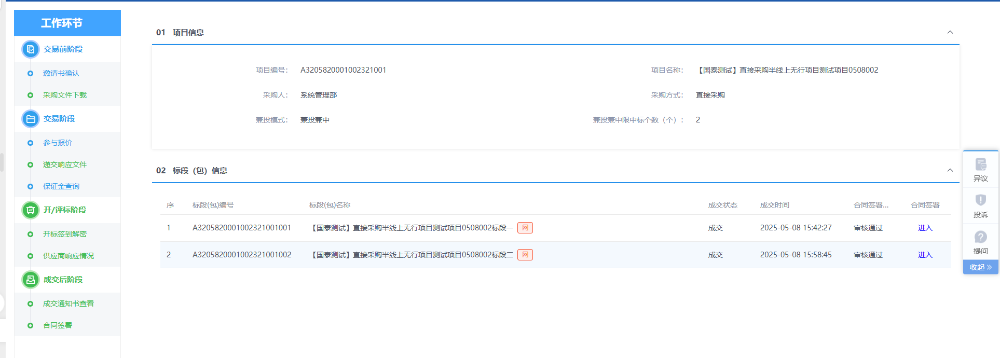 工作环节
交易前阶段
邀请书确认
采购文件下载
交易阶段
参与报价
递交响应文件
保证金查询
开/评标阶段
开标签到解密
供应商响应情况
成交后阶段
成交通知书查看
合同签署
01 项目信息
项目编号： A3205820001002321001 项目名称： 【国泰测试】直接采购半线上无行项目测试项目0508002
采购人： 系统管理部 采购方式： 直接采购
兼投模式： 兼投兼中 兼投兼中限中标个数（个）： 2
02 标段（包）信息
序 标段(包)编号 标段(包)名称 成交状态 成交时间 合同签署... 合同签署
1 A3205820001002321001001 【国泰测试】直接采购半线上无行项目测试项目0508002标段一 网 成交 2025-05-08 15:42:27 审核通过 进入
2 A3205820001002321001002 【国泰测试】直接采购半线上无行项目测试项目0508002标段二 网 成交 2025-05-08 15:58:45 审核通过 进入
异议
投诉
提问
收起 »